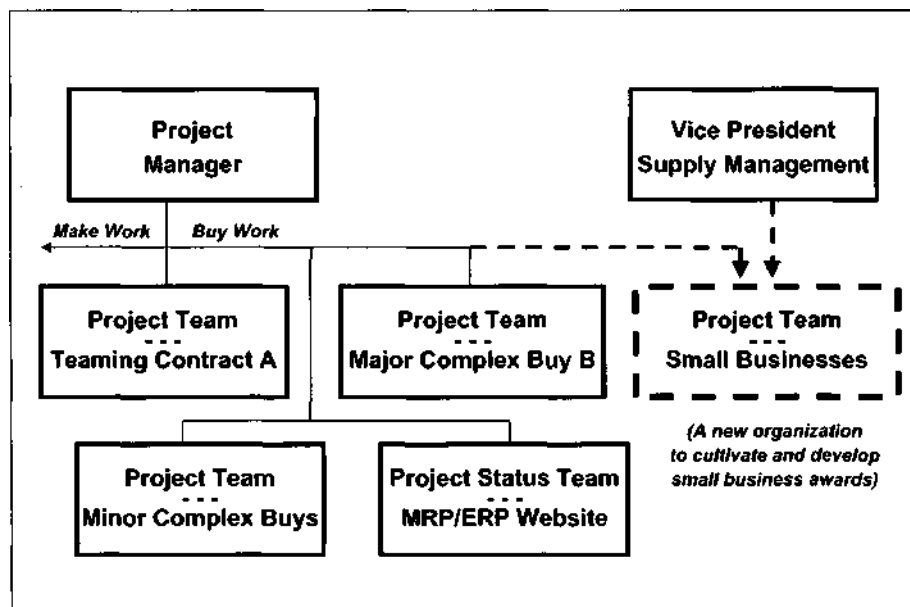 Project
Manager
Vice President
Supply Management
Make Work
Buy Work
Project Team
---
Teaming Contract A
Project Team
---
Major Complex Buy B
Project Team
---
Small Businesses
(A new organization
to cultivate and develop
small business awards)
Project Team
---
Minor Complex Buys
Project Status Team
---
MRP/ERP Website